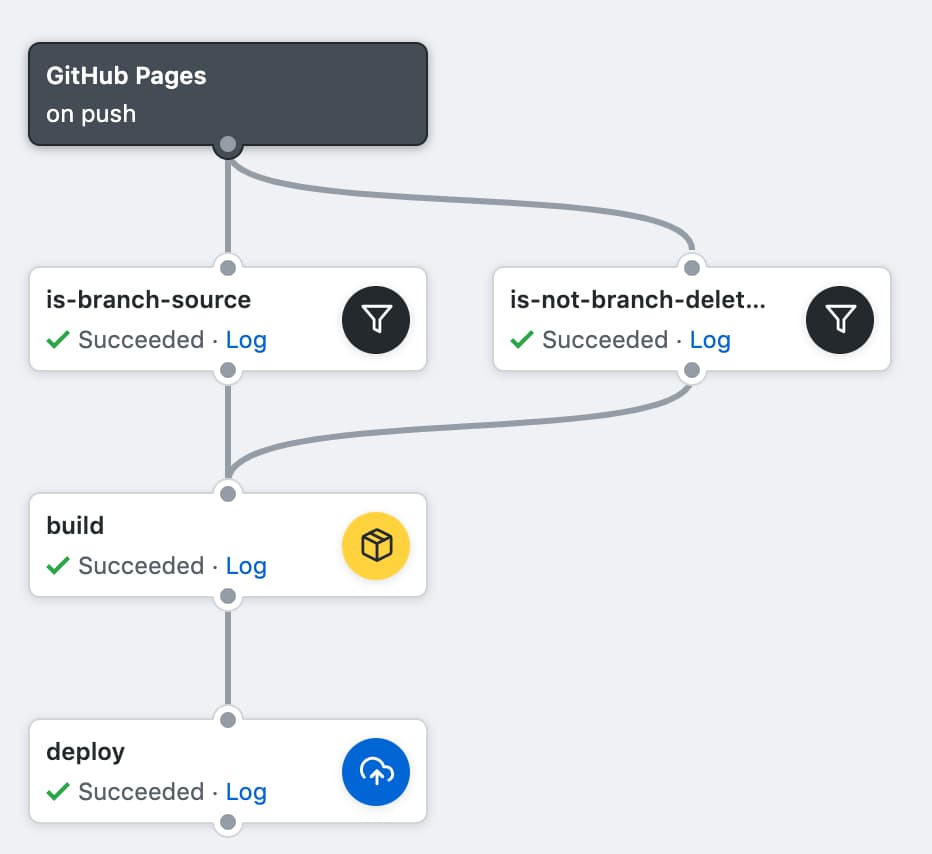 GitHub Pages
on push
is-branch-source
Succeeded · Log
is-not-branch-delet...
Succeeded · Log
build
Succeeded · Log
deploy
Succeeded · Log